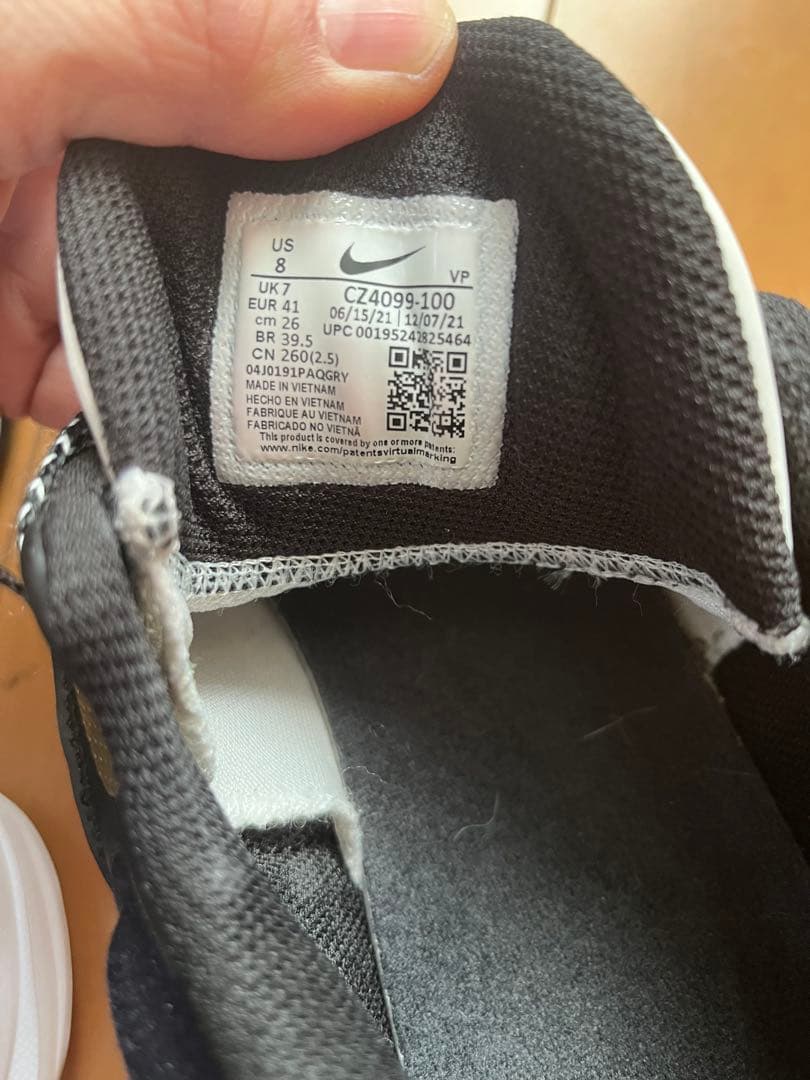 US
8
VP
UK 7
EUR 41
cm 26
BR 39.5
CN 260(2.5)
CZ4099-100
06/15/21 | 12/07/21
UPC 00195242825464
04J0191PAQGRY
MADE IN VIETNAM
HECHO EN VIETNAM
FABRIQUE AU VIETNAM
FABRICADO NO VIETNÃ
This product is covered by one or more patents:
www.nike.com/patentsvirtualmarking